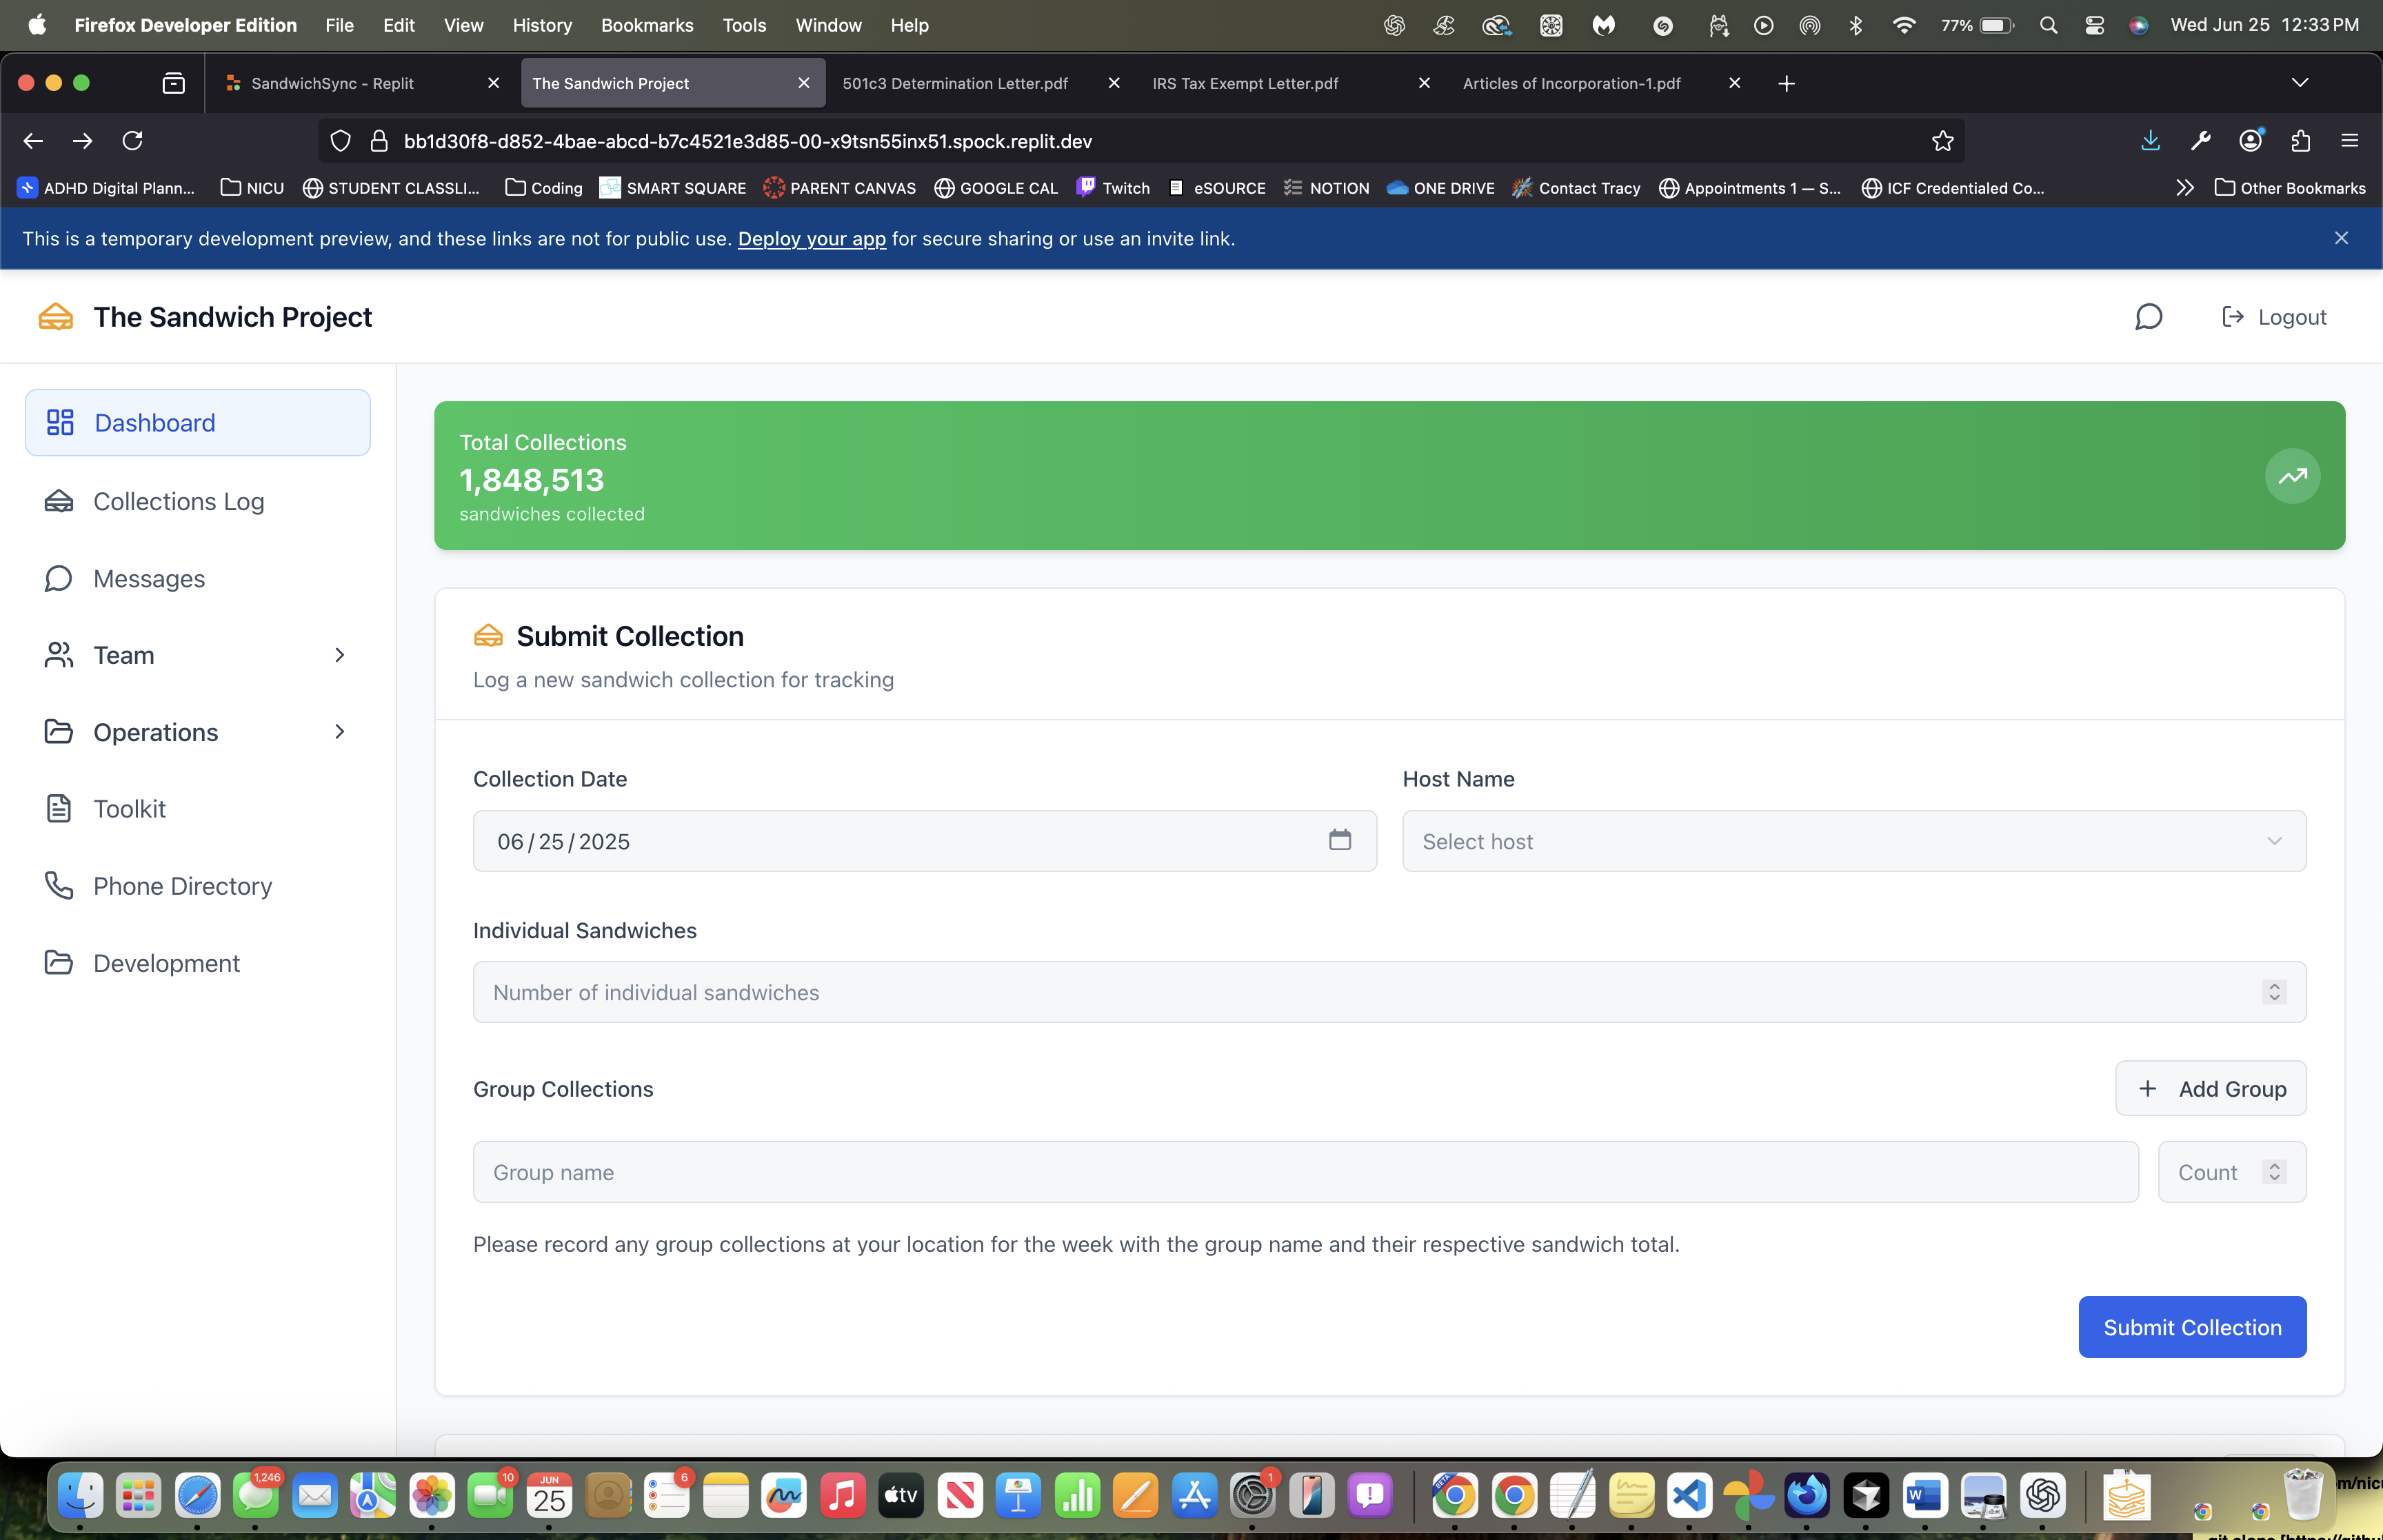 Firefox Developer Edition File Edit View History Bookmarks Tools Window Help 77% Wed Jun 25 12:33 PM
SandwichSync - Replit The Sandwich Project 501c3 Determination Letter.pdf IRS Tax Exempt Letter.pdf Articles of Incorporation-1.pdf
bb1d30f8-d852-4bae-abcd-b7c4521e3d85-00-x9tsn55inx51.spock.replit.dev
ADHD Digital Plann... NICU STUDENT CLASSLI... Coding SMART SQUARE PARENT CANVAS GOOGLE CAL Twitch eSOURCE NOTION ONE DRIVE Contact Tracy Appointments 1 — S... ICF Credentialed Co... Other Bookmarks
This is a temporary development preview, and these links are not for public use. Deploy your app for secure sharing or use an invite link.
The Sandwich Project
Logout
Dashboard
Collections Log
Messages
Team
Operations
Toolkit
Phone Directory
Development
Total Collections
1,848,513
sandwiches collected
Submit Collection
Log a new sandwich collection for tracking
Collection Date Host Name
06/25/2025 Select host
Individual Sandwiches
Number of individual sandwiches
Group Collections Add Group
Group name Count
Please record any group collections at your location for the week with the group name and their respective sandwich total.
Submit Collection
1,246 10 JUN 25 6 tv 1 BETA W
m/nicu